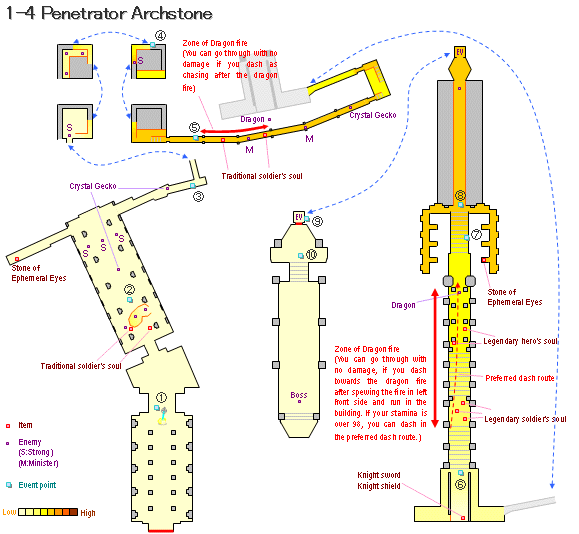 1-4 Penetrator Archstone
④
Zone of Dragon fire
(You can go through with no
damage if you dash as
chasing after the dragon
fire)
S
S
Dragon
⑤
M
M
Crystal Gecko
Traditional soldier's soul
EV
Crystal Gecko
③
S
S
S
Stone of
Ephemeral Eyes
②
Traditional soldier's soul
①
EV
⑨
⑩
Boss
⑧
⑦
Stone of
Ephemeral Eyes
Dragon
Legendary hero's soul
Preferred dash route
Legendary soldier's soul
Zone of Dragon fire
(You can go through with
no damage, if you dash
towards the dragon fire
after spewing the fire in left
front side and run in the
building. If your stamina is
over 98, you can dash in
the preferred dash route.)
Knight sword
Knight shield
⑥
Item
Enemy
(S:Strong)
(M:Minister)
Event point
Low
High